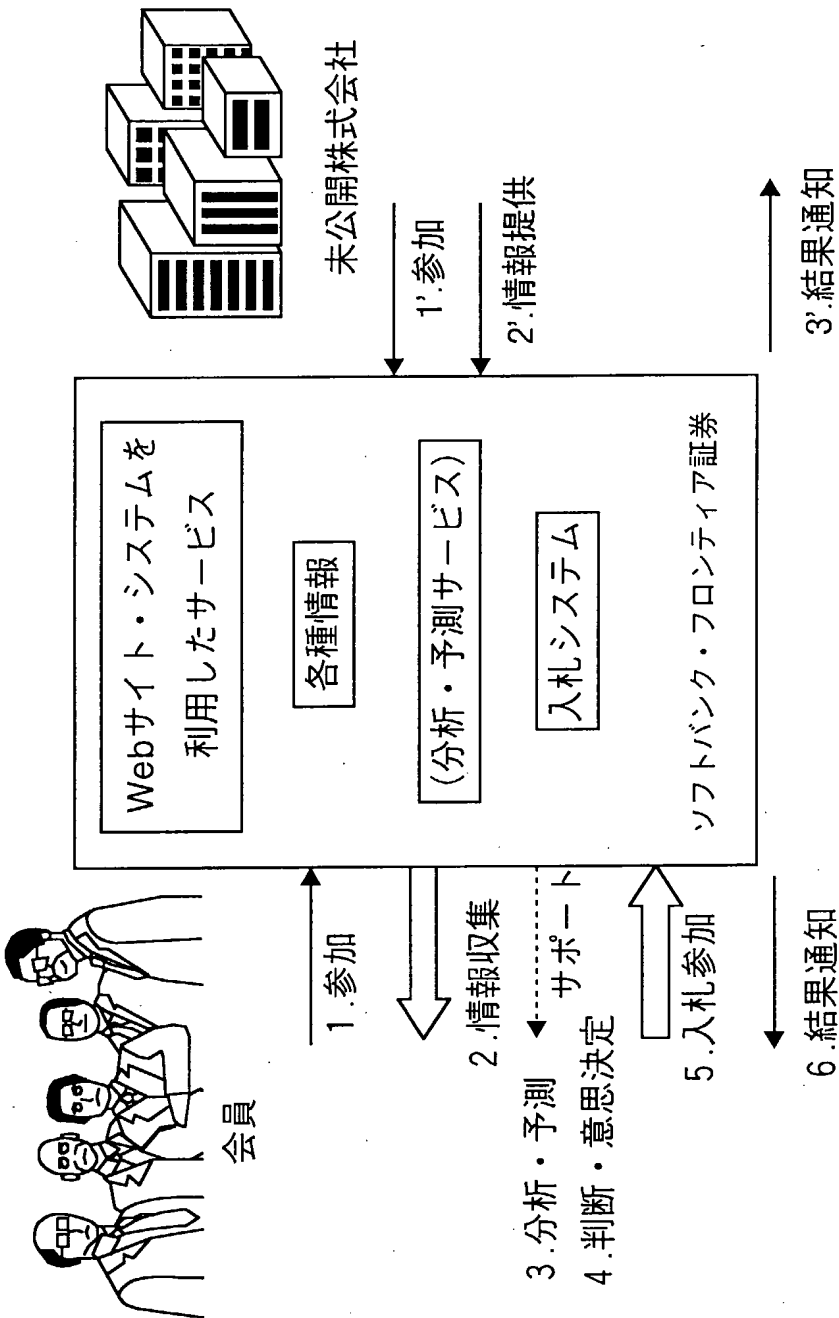 会員
1.参加
2.情報収集
サポート
3.分析・予測
4.判断・意思決定
5.入札参加
6.結果通知
Webサイト・システムを
利用したサービス
各種情報
(分析・予測サービス)
入札システム
ソフトバンク・フロンティア証券
未公開株式会社
1'.参加
2'.情報提供
3'.結果通知